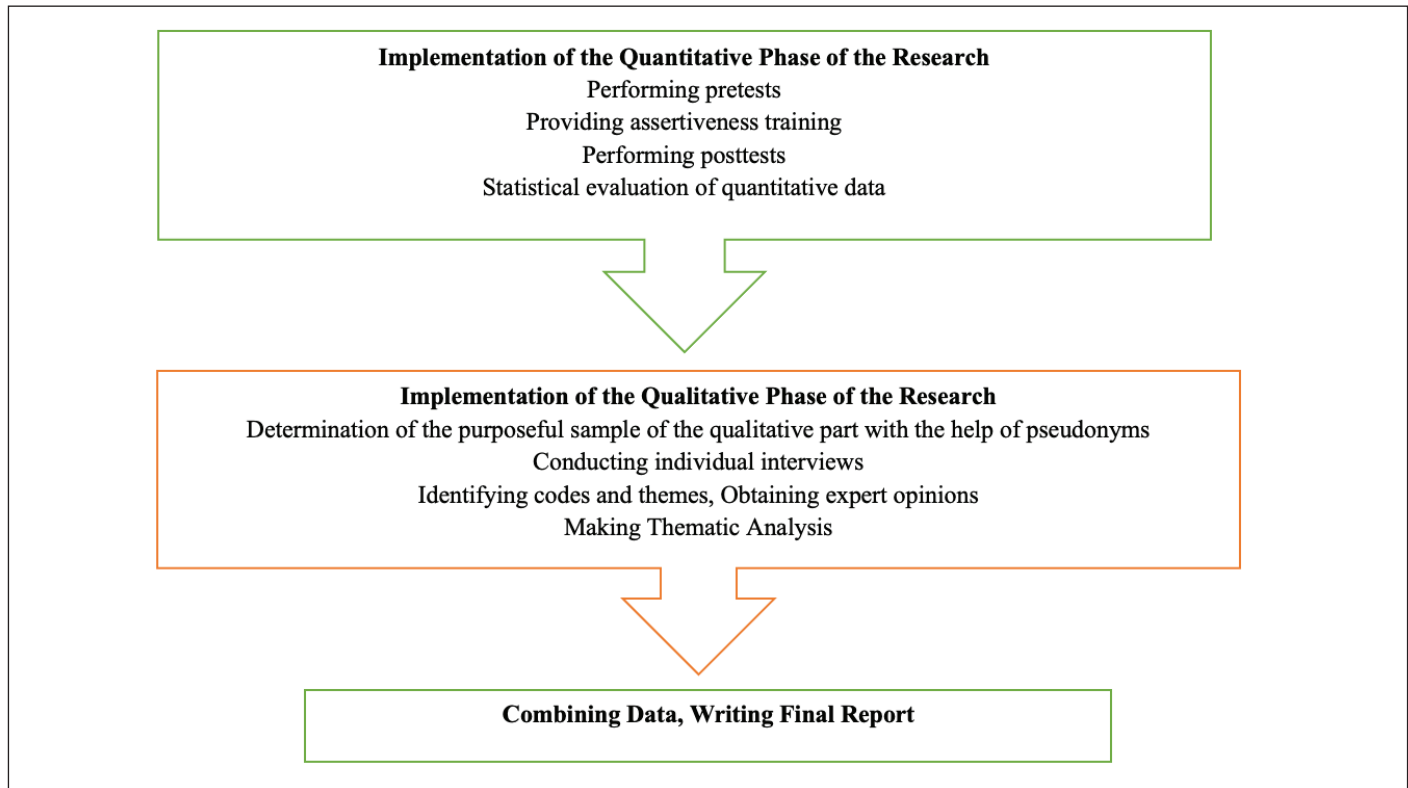 Implementation of the Quantitative Phase of the Research
Performing pretests
Providing assertiveness training
Performing posttests
Statistical evaluation of quantitative data
Implementation of the Qualitative Phase of the Research
Determination of the purposeful sample of the qualitative part with the help of pseudonyms
Conducting individual interviews
Identifying codes and themes, Obtaining expert opinions
Making Thematic Analysis
Combining Data, Writing Final Report